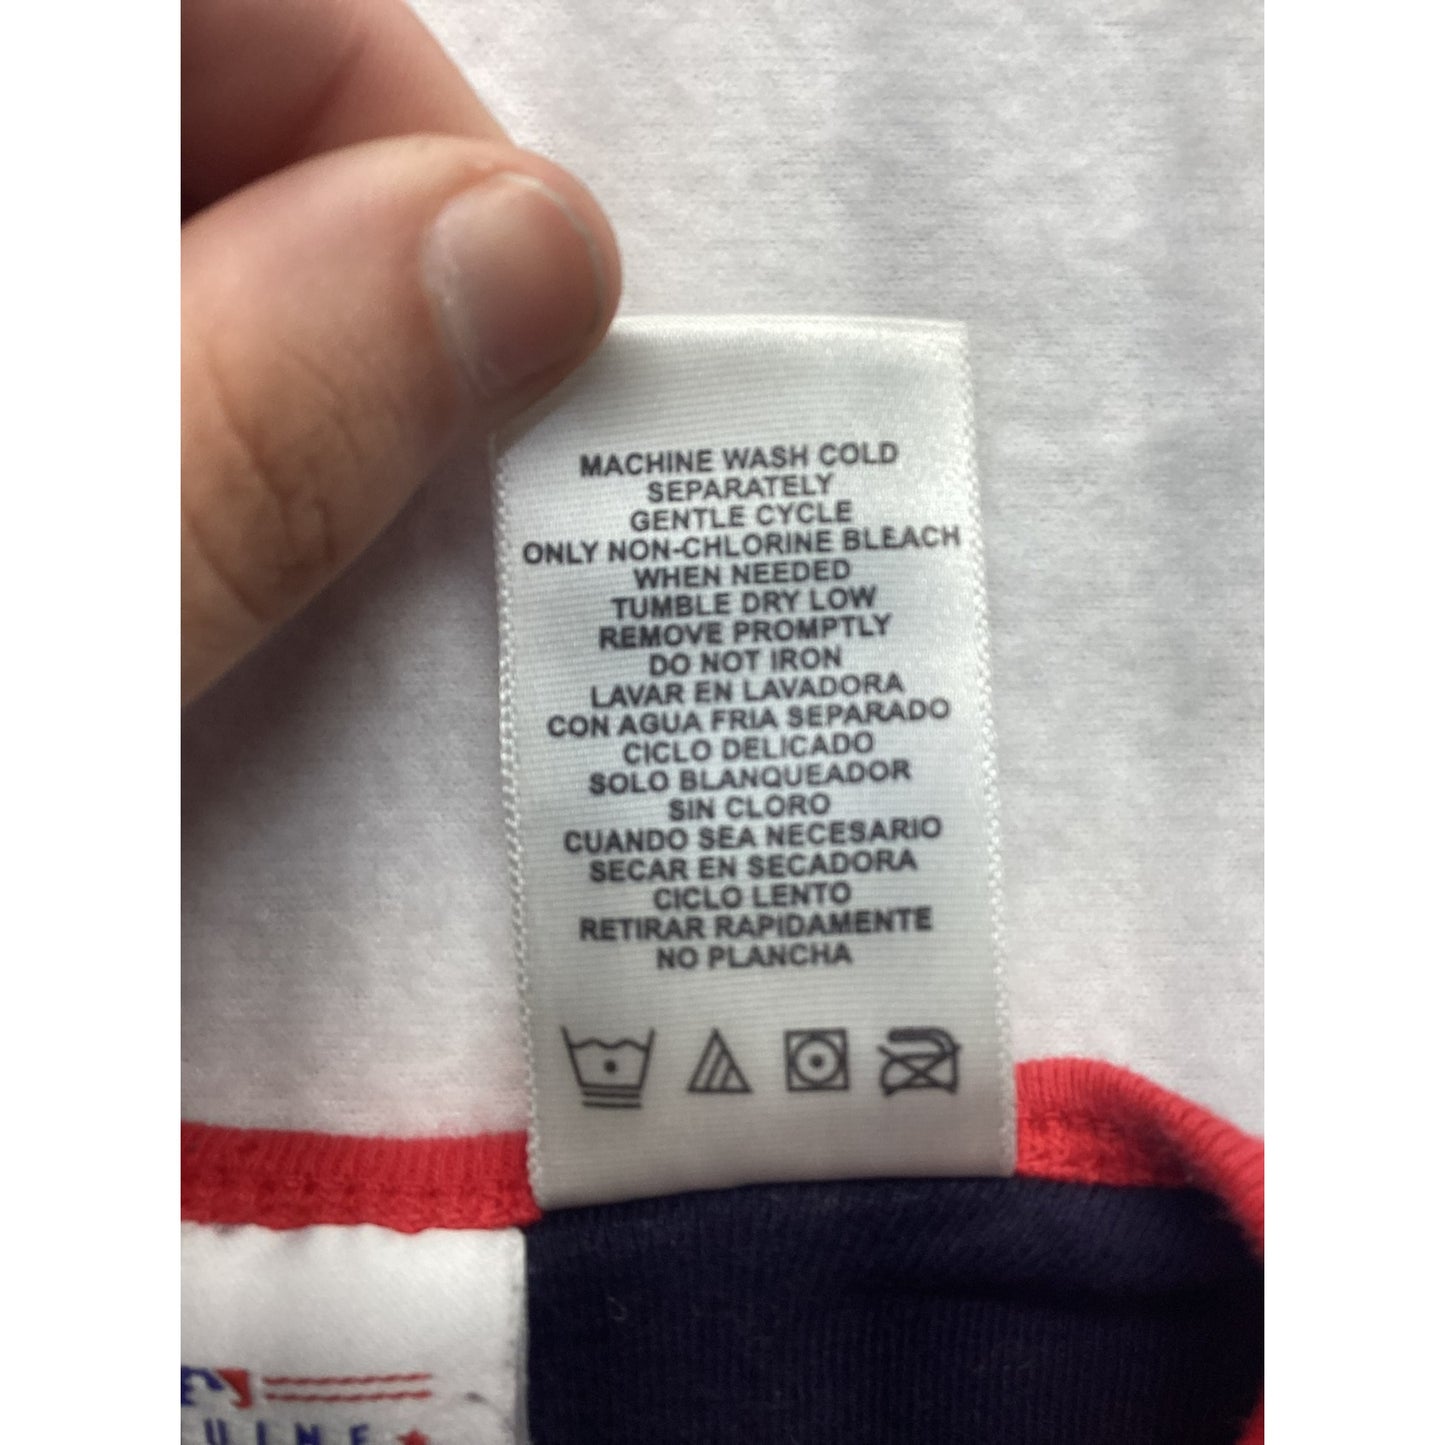 MACHINE WASH COLD
SEPARATELY
GENTLE CYCLE
ONLY NON-CHLORINE BLEACH
WHEN NEEDED
TUMBLE DRY LOW
REMOVE PROMPTLY
DO NOT IRON
LAVAR EN LAVADORA
CON AGUA FRIA SEPARADO
CICLO DELICADO
SOLO BLANQUEADOR
SIN CLORO
CUANDO SEA NECESARIO
SECAR EN SECADORA
CICLO LENTO
RETIRAR RAPIDAMENTE
NO PLANCHA